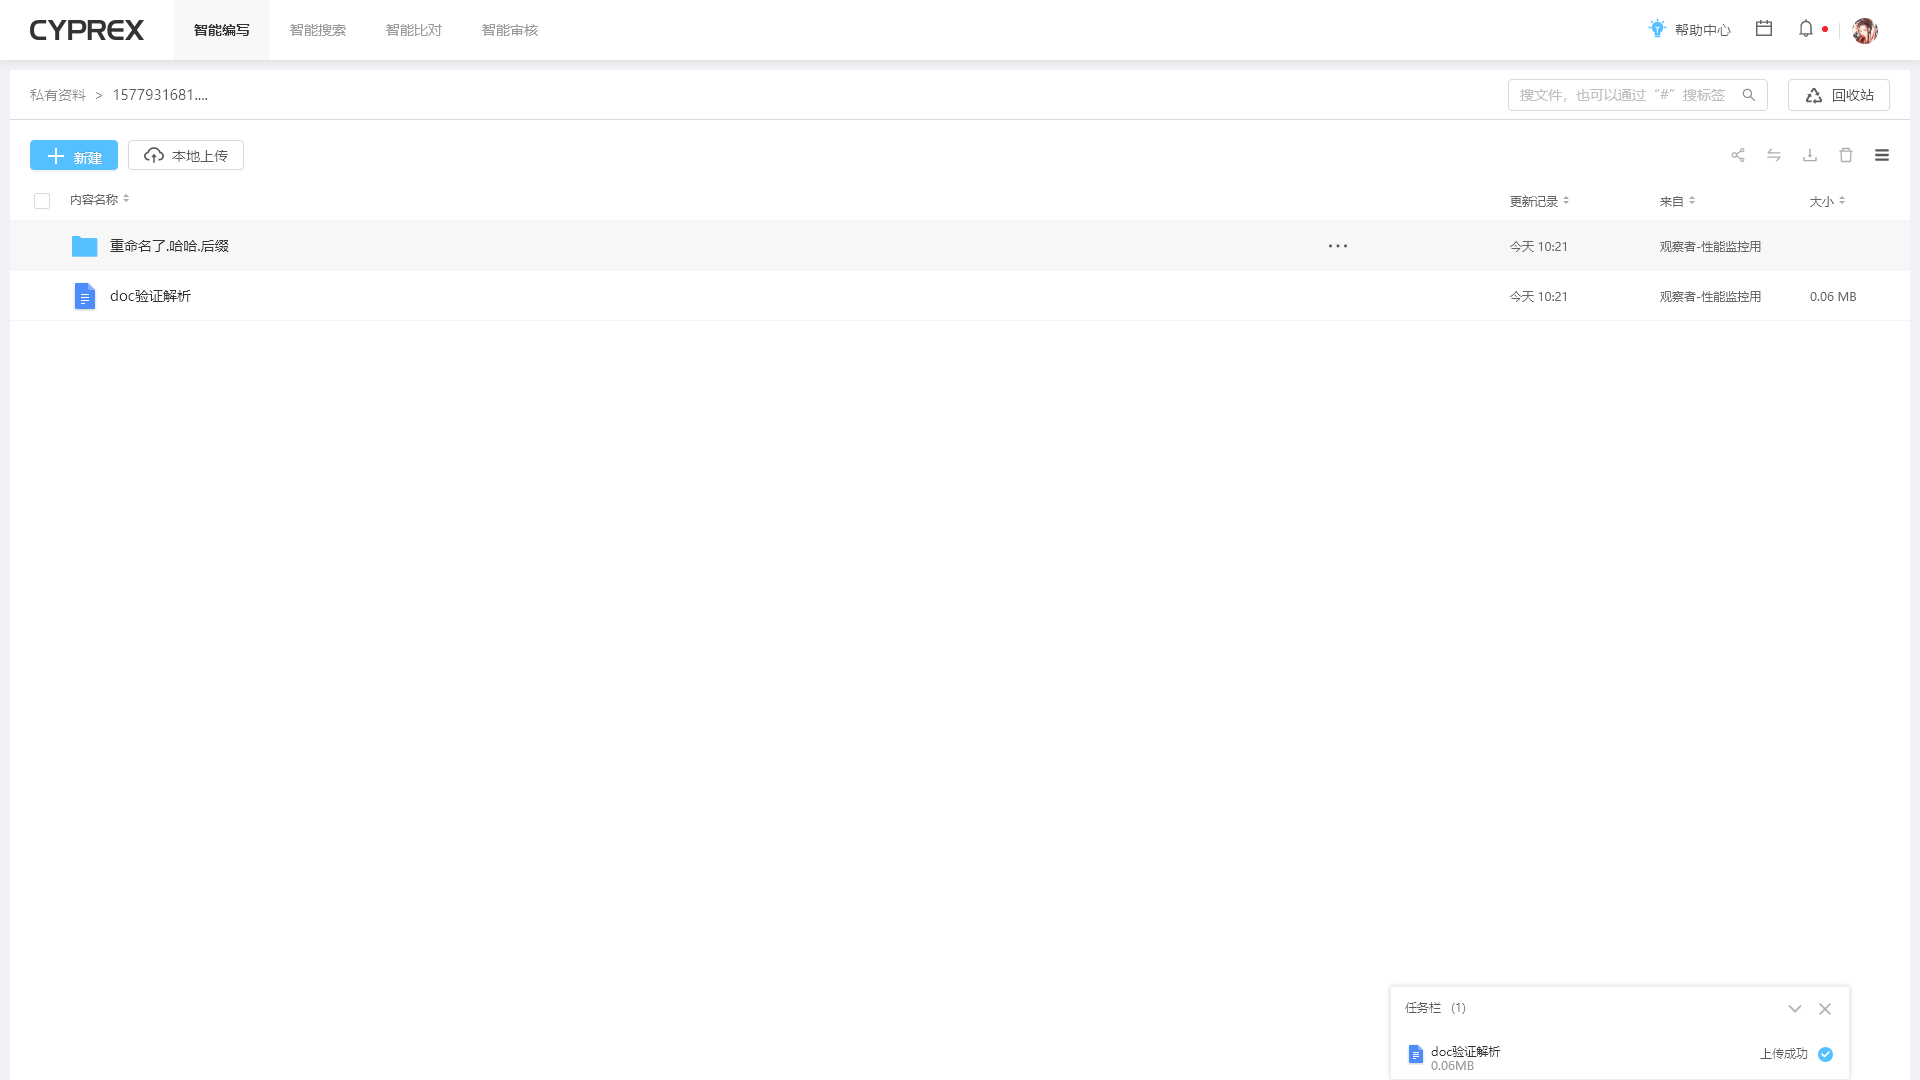 CYPREX 智能编写 智能搜索 智能比对 智能审核 帮助中心
私有资料 > 1577931681.... 搜文件，也可以通过“#”搜标签 回收站
新建 本地上传
内容名称 更新记录 来自 大小
重命名了.哈哈.后缀 今天 10:21 观察者-性能监控用
doc验证解析 今天 10:21 观察者-性能监控用 0.06 MB
任务栏 (1)
doc验证解析 上传成功
0.06MB